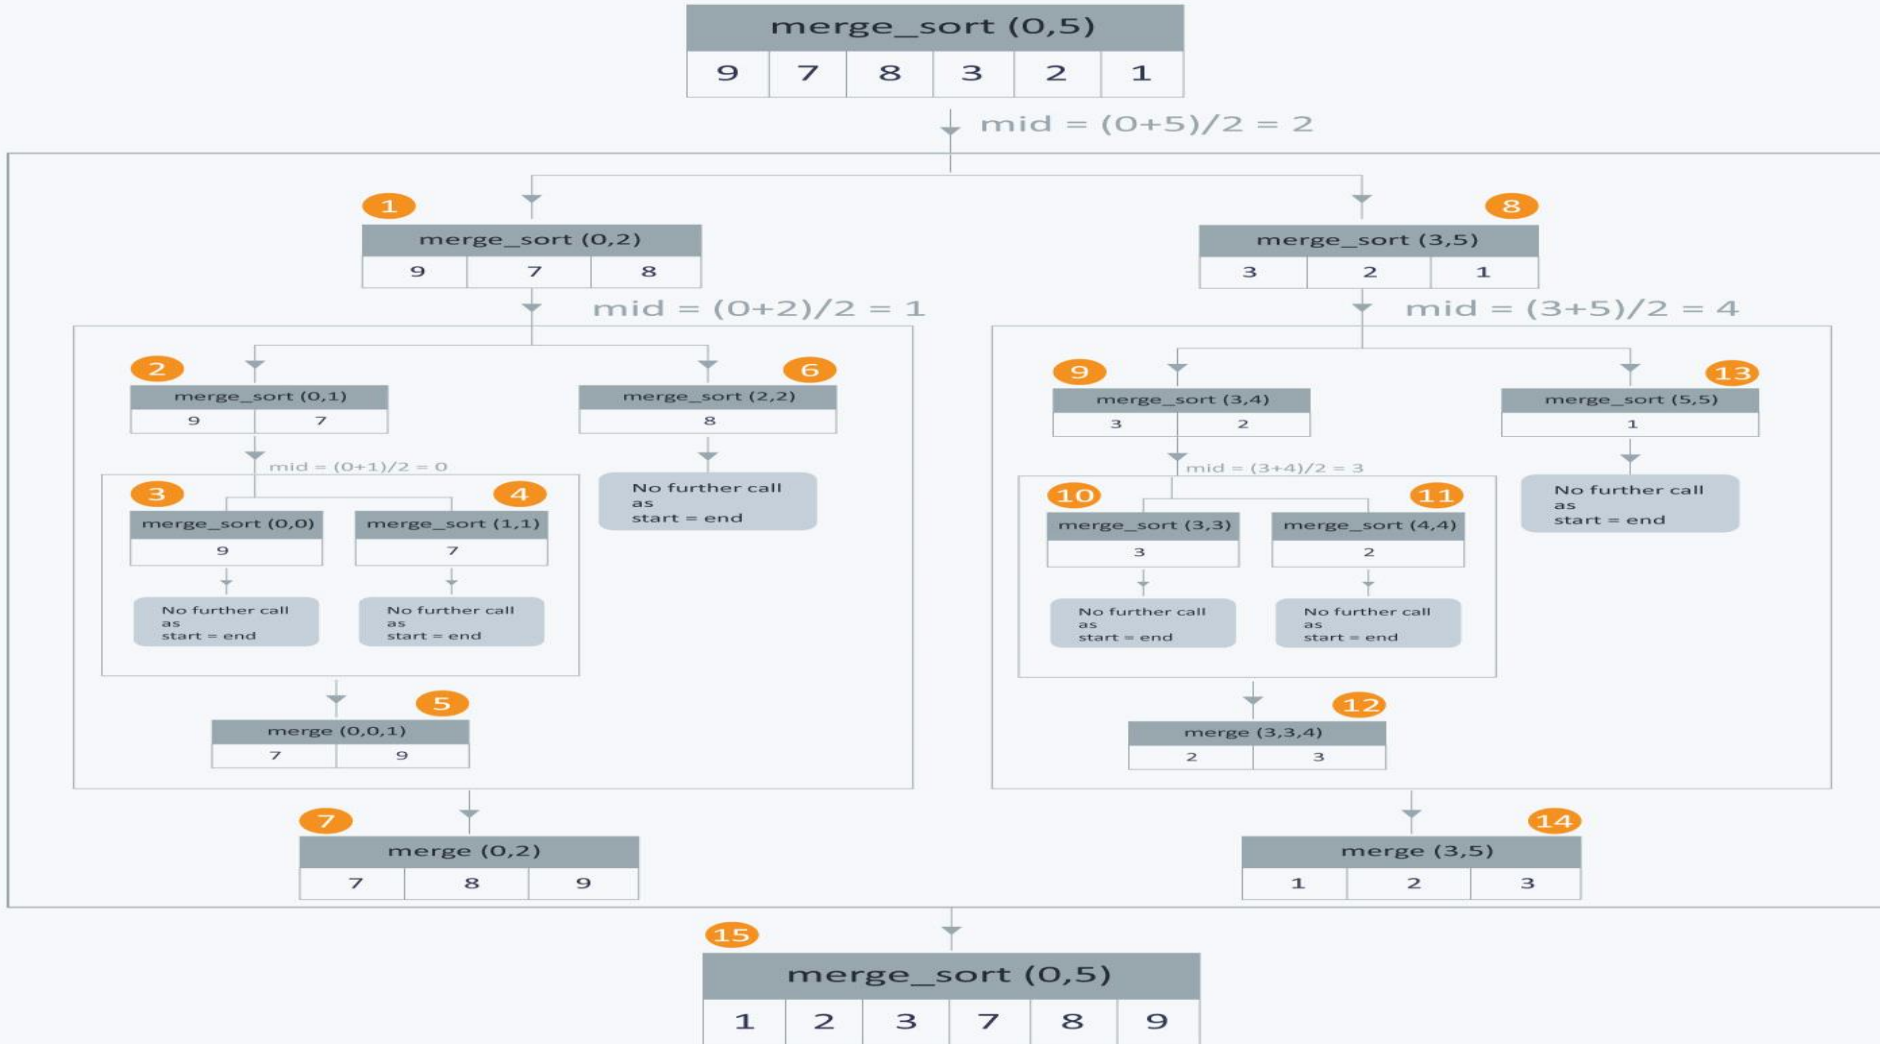 merge_sort (0,5)
9 7 8 3 2 1
mid = (0+5)/2 = 2
1
merge_sort (0,2)
9 7 8
mid = (0+2)/2 = 1
2
merge_sort (0,1)
9 7
mid = (0+1)/2 = 0
3
merge_sort (0,0)
9
No further call
as
start = end
4
merge_sort (1,1)
7
No further call
as
start = end
5
merge (0,0,1)
7 9
6
merge_sort (2,2)
8
No further call
as
start = end
7
merge (0,2)
7 8 9
8
merge_sort (3,5)
3 2 1
mid = (3+5)/2 = 4
9
merge_sort (3,4)
3 2
mid = (3+4)/2 = 3
10
merge_sort (3,3)
3
No further call
as
start = end
11
merge_sort (4,4)
2
No further call
as
start = end
12
merge (3,3,4)
2 3
13
merge_sort (5,5)
1
No further call
as
start = end
14
merge (3,5)
1 2 3
15
merge_sort (0,5)
1 2 3 7 8 9